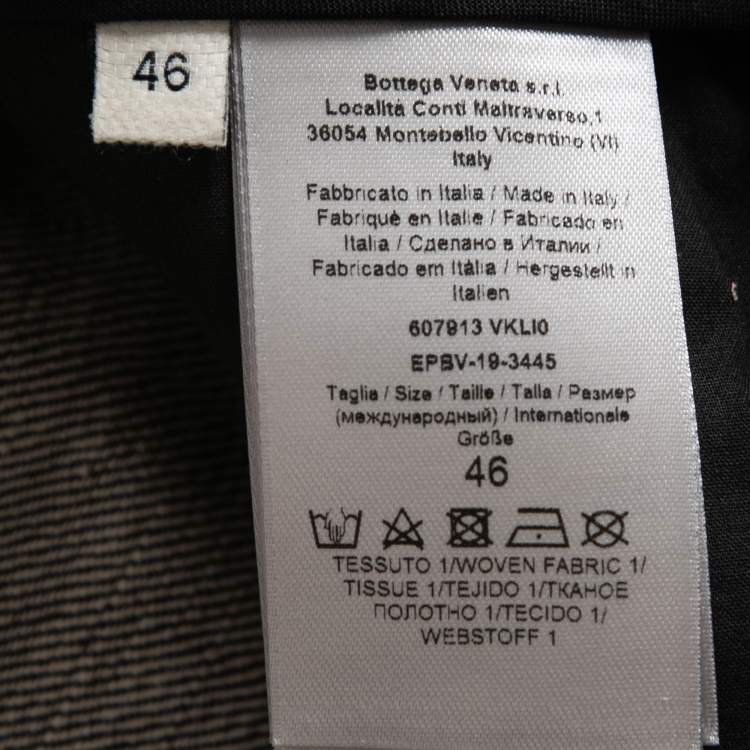 46
Bottega Veneta s.r.l.
Località Conti Maltraverso,1
36054 Montebello Vicentino (VI)
Italy
Fabbricato in Italia / Made in Italy /
Fabriquè en Italie / Fabricado en
Italia / Сделано в Италии /
Fabricado em Itália / Hergestellt in
Italien
607913 VKLI0
EPBV-19-3445
Taglia / Size / Taille / Talla / Размер
(международный) / Internationale
Größe
46
TESSUTO 1/WOVEN FABRIC 1/
TISSUE 1/TEJIDO 1/ТКАНОЕ
ПОЛОТНО 1/TECIDO 1/
WEBSTOFF 1